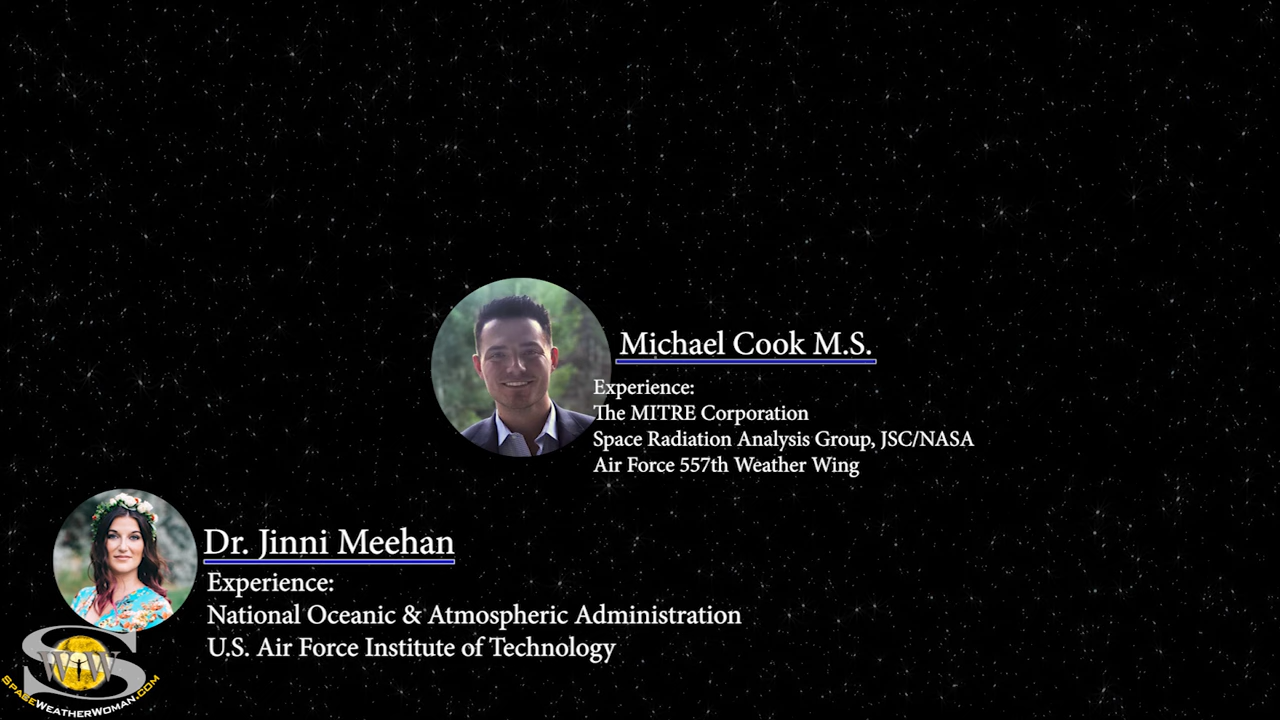 Michael Cook M.S.
Experience:
The MITRE Corporation
Space Radiation Analysis Group, JSC/NASA
Air Force 557th Weather Wing
Dr. Jinni Meehan
Experience:
National Oceanic & Atmospheric Administration
U.S. Air Force Institute of Technology
S
WW
SpaceWeatherWoman.com